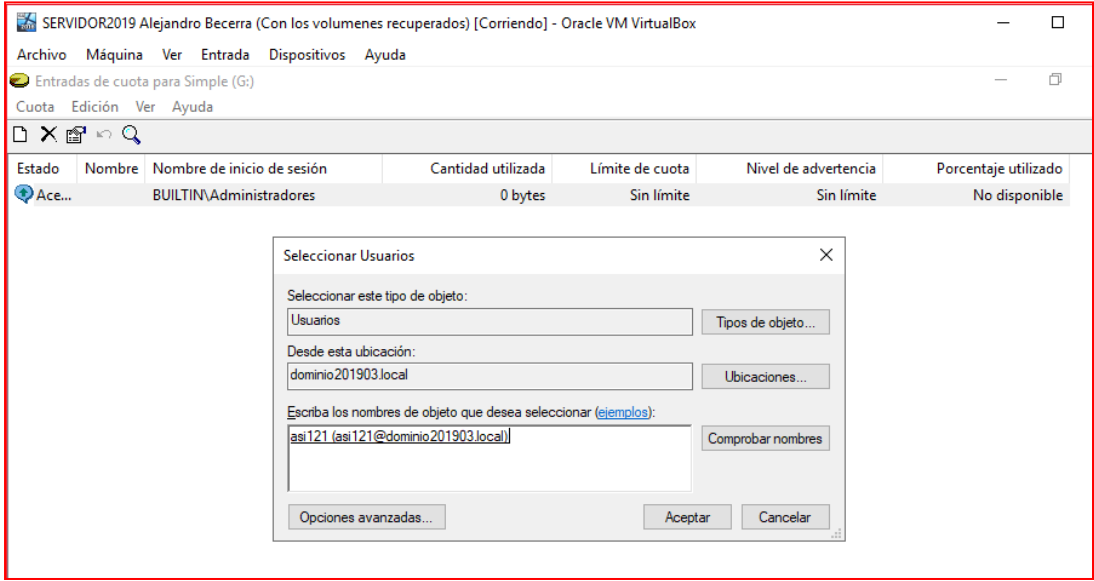 SERVIDOR2019 Alejandro Becerra (Con los volumenes recuperados) [Corriendo] - Oracle VM VirtualBox
Archivo Máquina Ver Entrada Dispositivos Ayuda
Entradas de cuota para Simple (G:)
Cuota Edición Ver Ayuda
Estado Nombre Nombre de inicio de sesión Cantidad utilizada Límite de cuota Nivel de advertencia Porcentaje utilizado
Ace... BUILTIN\Administradores 0 bytes Sin límite Sin límite No disponible
Seleccionar Usuarios
Seleccionar este tipo de objeto:
Usuarios Tipos de objeto...
Desde esta ubicación:
dominio201903.local Ubicaciones...
Escriba los nombres de objeto que desea seleccionar (ejemplos):
asi121 (asi121@dominio201903.local) Comprobar nombres
Opciones avanzadas... Aceptar Cancelar